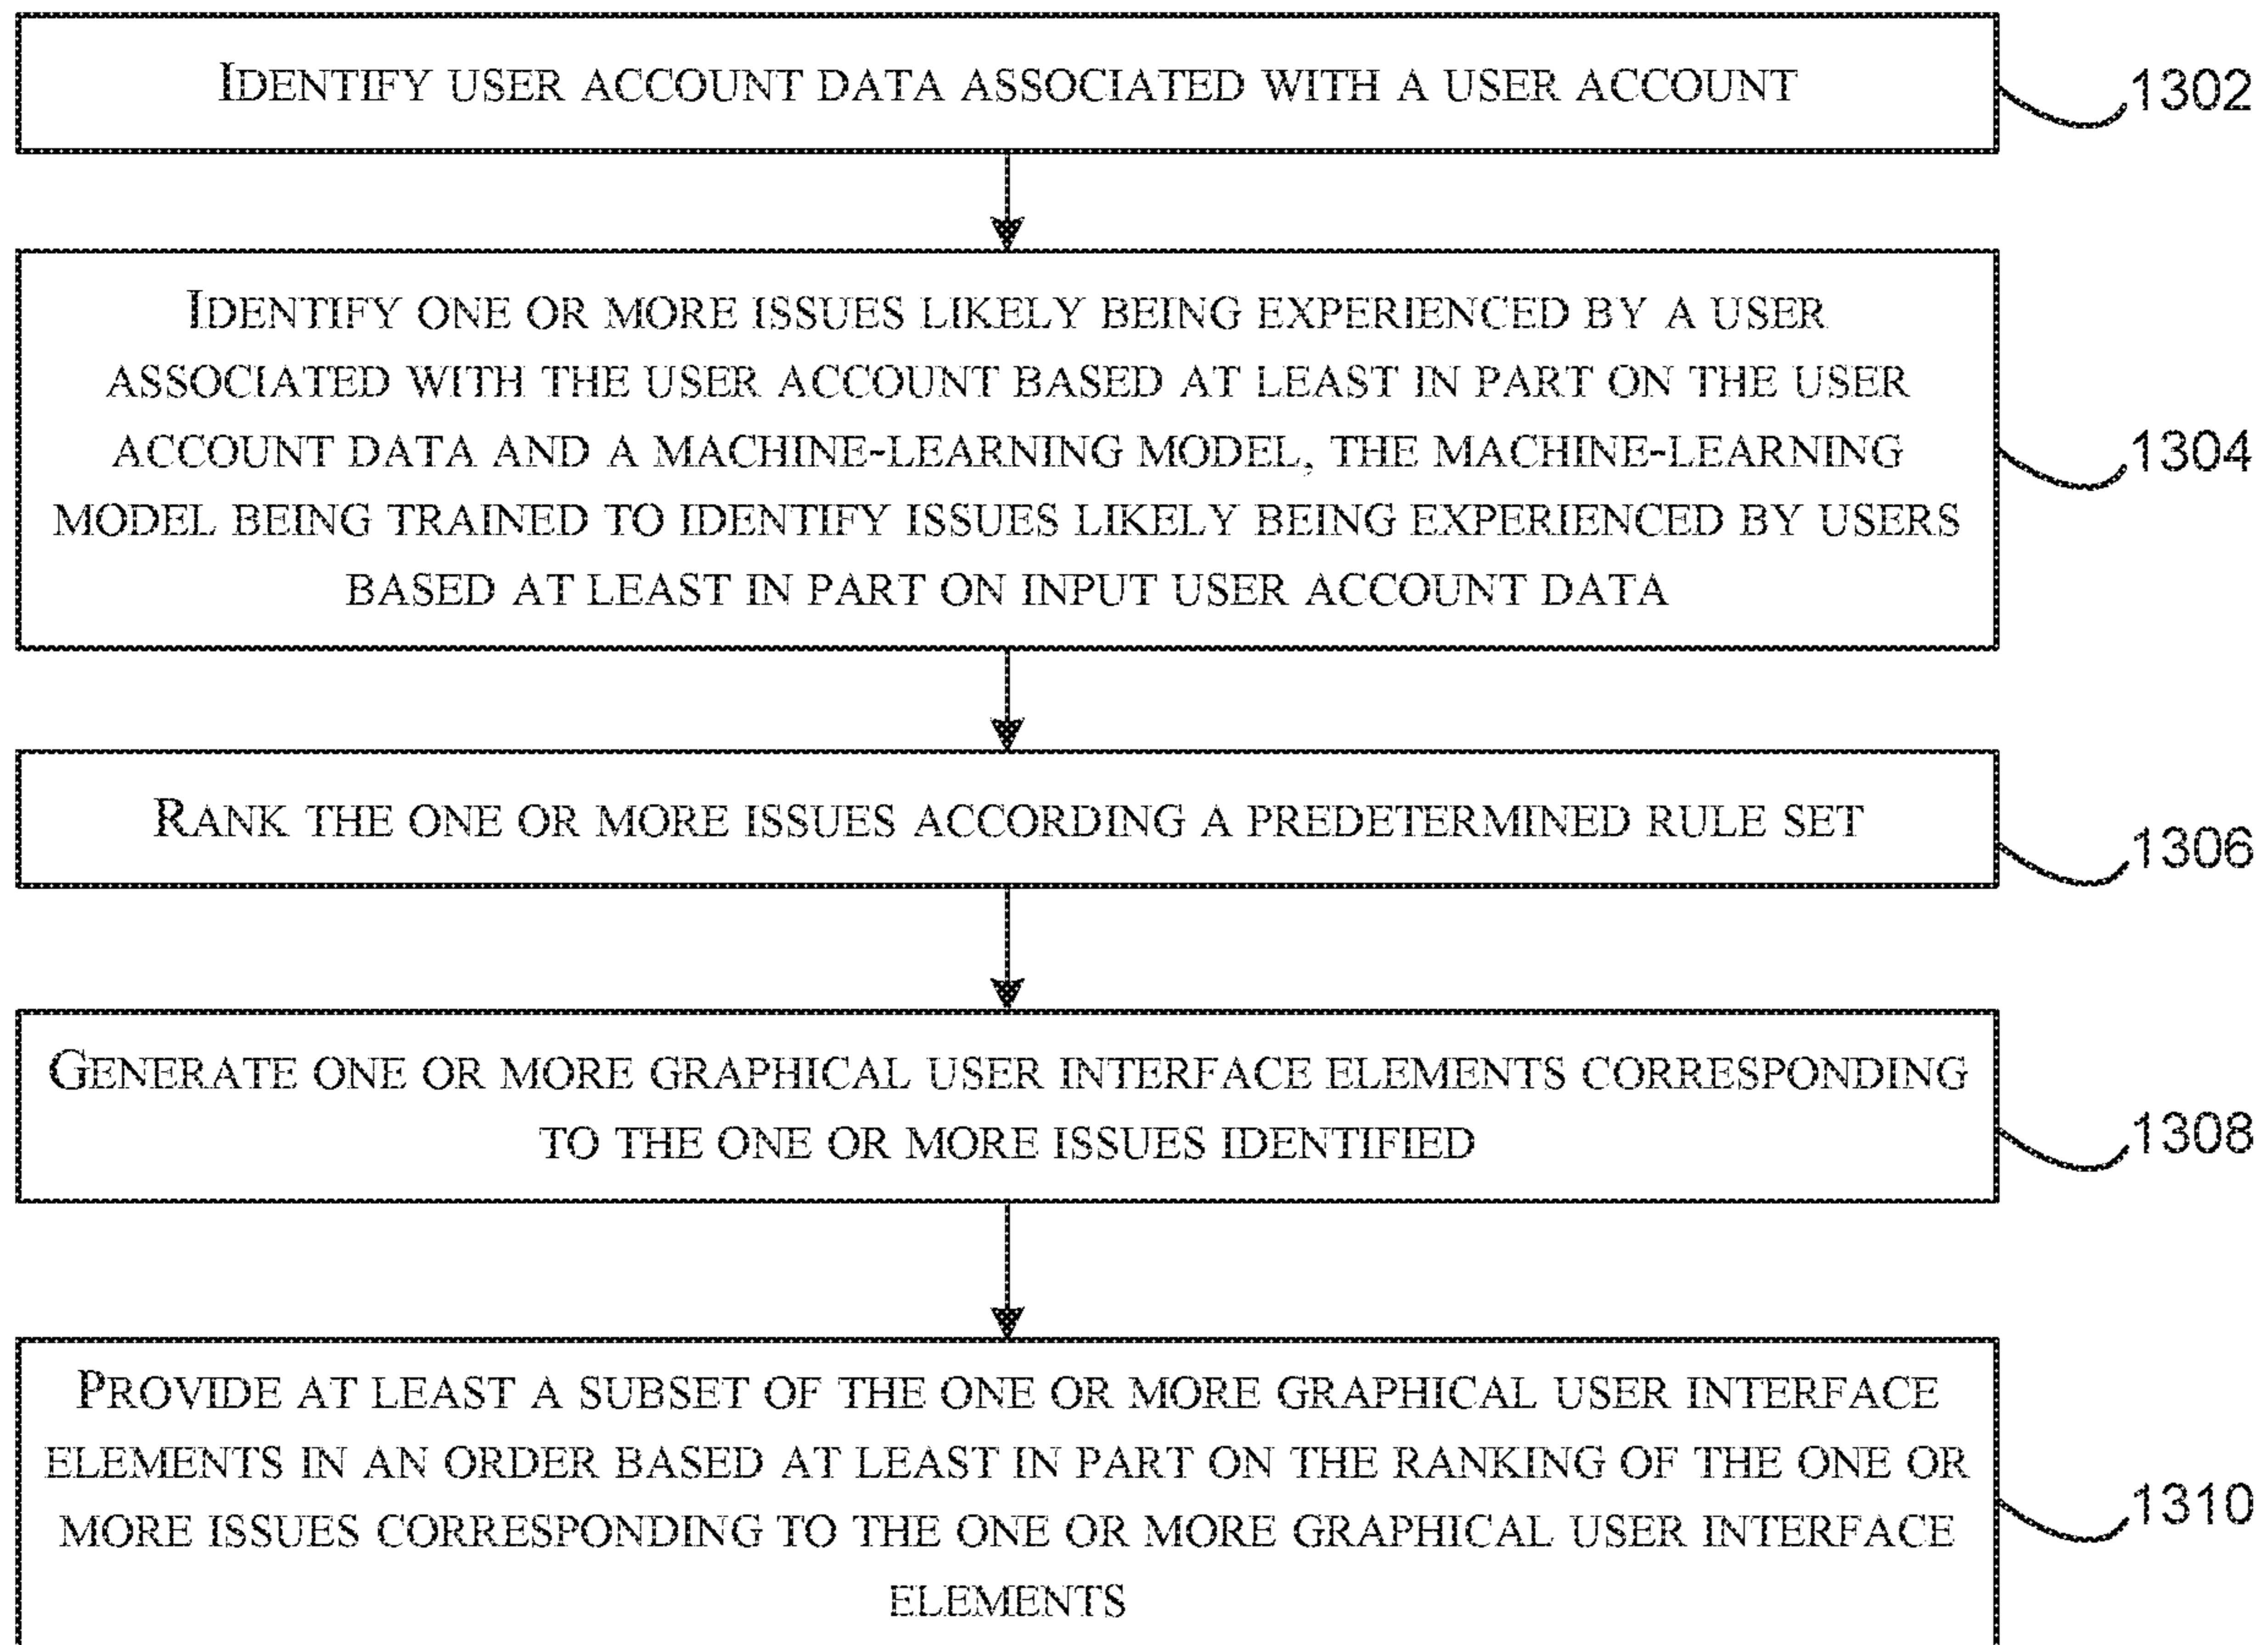 IDENTIFY USER ACCOUNT DATA ASSOCIATED WITH A USER ACCOUNT
1302
IDENTIFY ONE OR MORE ISSUES LIKELY BEING EXPERIENCED BY A USER
ASSOCIATED WITH THE USER ACCOUNT BASED AT LEAST IN PART ON THE USER
ACCOUNT DATA AND A MACHINE-LEARNING MODEL, THE MACHINE-LEARNING
MODEL BEING TRAINED TO IDENTIFY ISSUES LIKELY BEING EXPERIENCED BY USERS
BASED AT LEAST IN PART ON INPUT USER ACCOUNT DATA
1304
RANK THE ONE OR MORE ISSUES ACCORDING A PREDETERMINED RULE SET
1306
GENERATE ONE OR MORE GRAPHICAL USER INTERFACE ELEMENTS CORRESPONDING
TO THE ONE OR MORE ISSUES IDENTIFIED
1308
PROVIDE AT LEAST A SUBSET OF THE ONE OR MORE GRAPHICAL USER INTERFACE
ELEMENTS IN AN ORDER BASED AT LEAST IN PART ON THE RANKING OF THE ONE OR
MORE ISSUES CORRESPONDING TO THE ONE OR MORE GRAPHICAL USER INTERFACE
ELEMENTS
1310